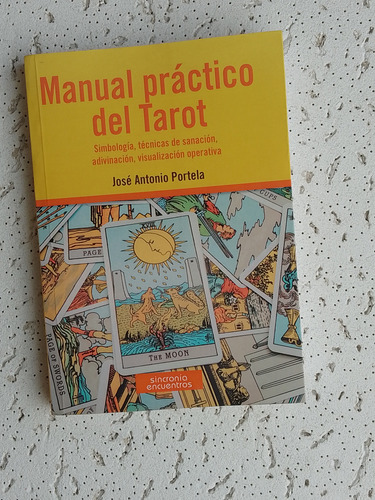 Manual práctico
del Tarot
Simbología, técnicas de sanación,
adivinación, visualización operativa
José Antonio Portela
XVIII
PAGE
CUPS
PAGE OF SWORDS
THE MOON
sincronía
encuentros